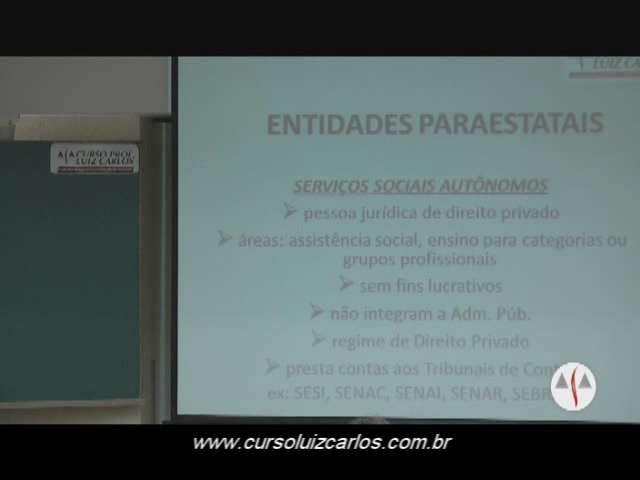 LUIZ CARLOS
ENTIDADES PARAESTATAIS
CURSO PROF.
LUIZ CARLOS
SERVIÇOS SOCIAIS AUTÔNOMOS
pessoa jurídica de direito privado
áreas: assistência social, ensino para categorias ou
grupos profissionais
sem fins lucrativos
não integram a Adm. Púb.
regime de Direito Privado
presta contas aos Tribunais de
ex: SESI, SENAC, SENAI, SENAR,
www.cursoluizcarlos.com.br